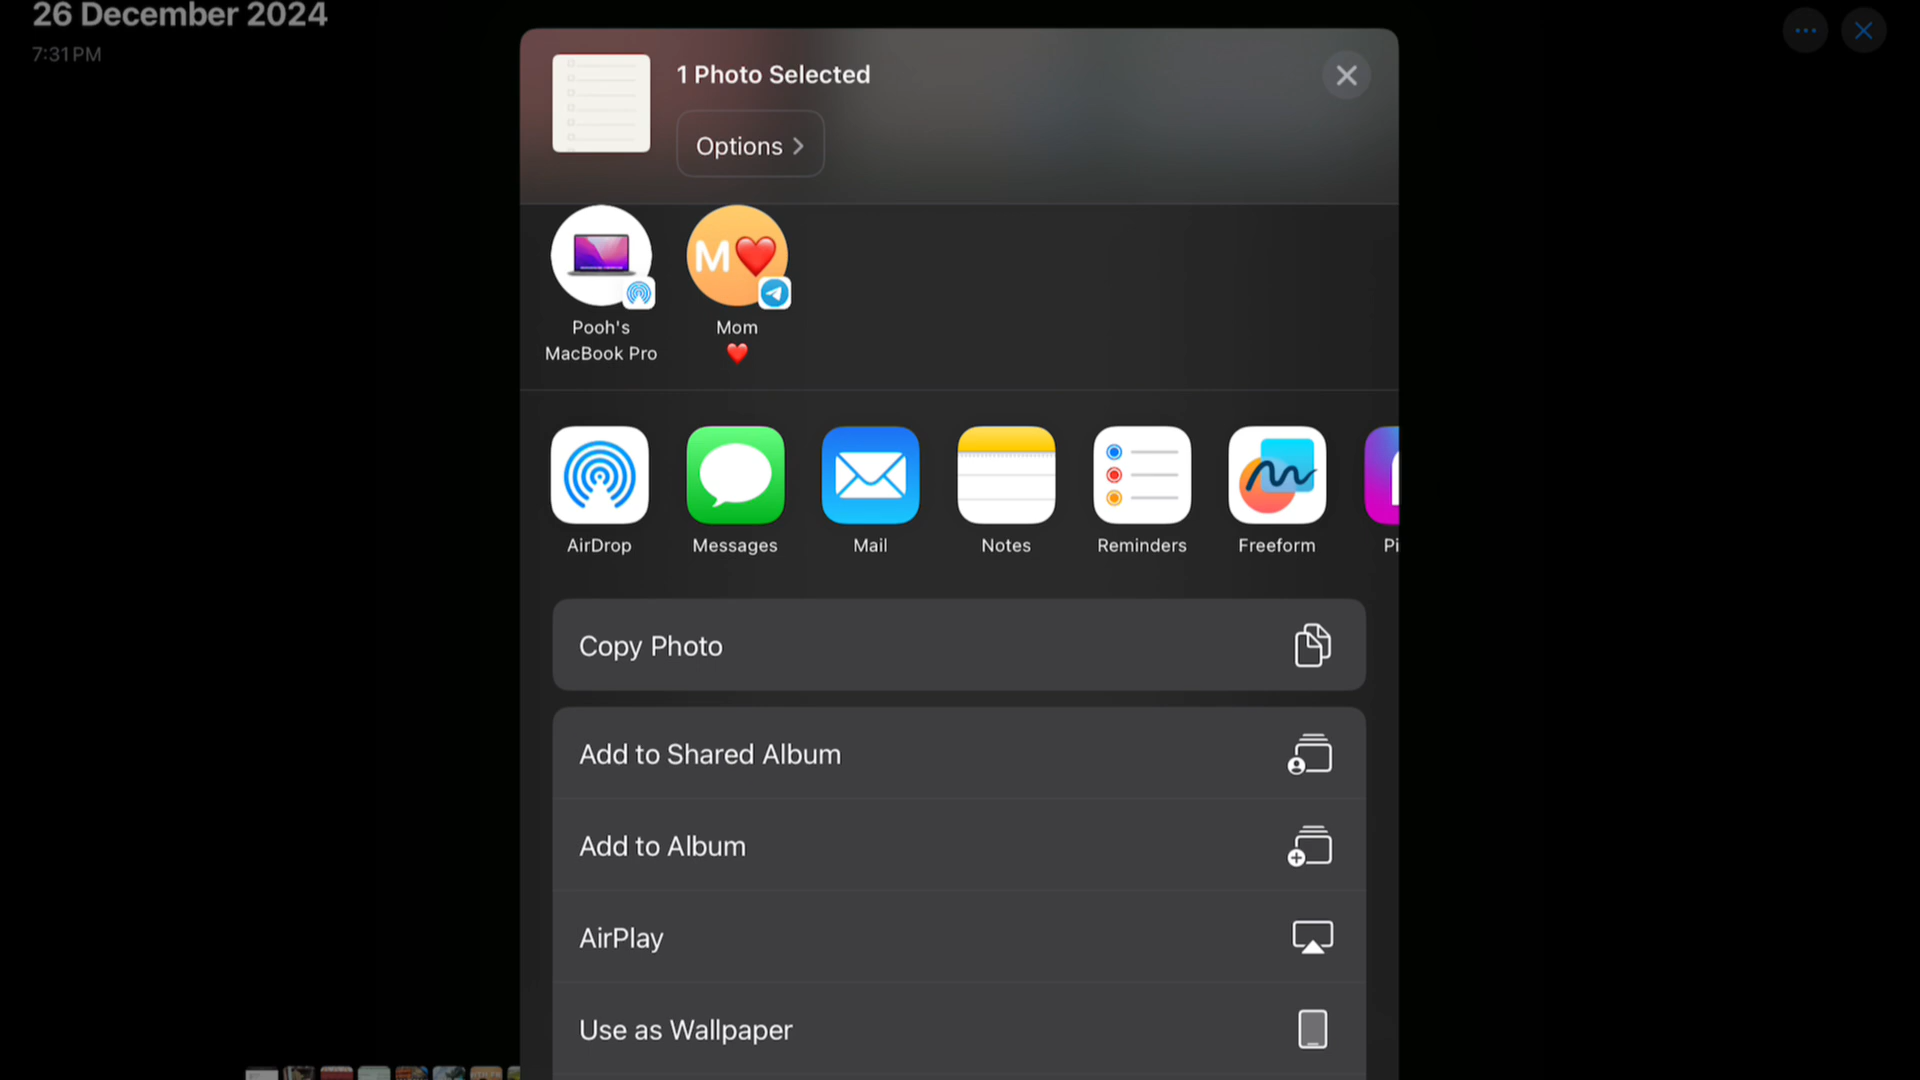 26 December 2024
7:31 PM
1 Photo Selected
Options
M❤️
Pooh's
MacBook Pro
Mom
❤️
AirDrop
Messages
Mail
Notes
Reminders
Freeform
Pi
Copy Photo
Add to Shared Album
Add to Album
AirPlay
Use as Wallpaper